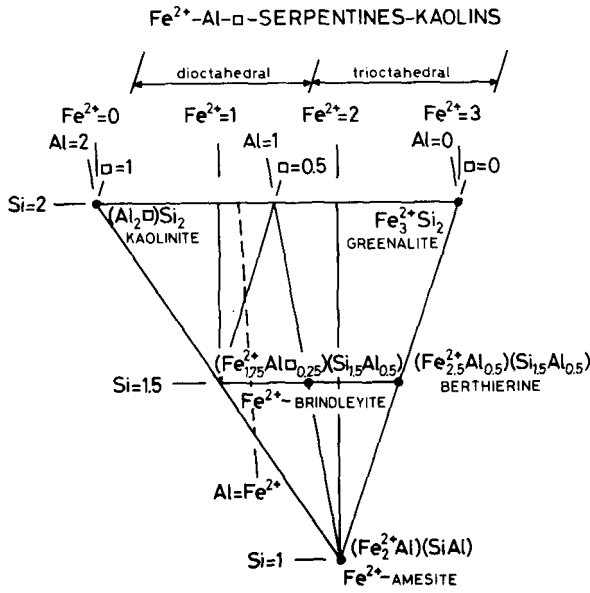 Fe²⁺-Al-□-SERPENTINES-KAOLINS
dioctahedral
trioctahedral
Fe²⁺=0
Fe²⁺=1
Fe²⁺=2
Fe²⁺=3
Al=2
Al=1
Al=0
□=1
□=0.5
□=0
Si=2
(Al₂□)Si₂
KAOLINITE
Fe₃²⁺Si₂
GREENALITE
Si=1.5
(Fe²⁺₁.₇₅Al□₀.₂₅)(Si₁.₅Al₀.₅)
Fe²⁺-BRINDLEYITE
(Fe²⁺₂.₅Al₀.₅)(Si₁.₅Al₀.₅)
BERTHIERINE
Al=Fe²⁺
Si=1
(Fe₂²⁺Al)(SiAl)
Fe²⁺-AMESITE